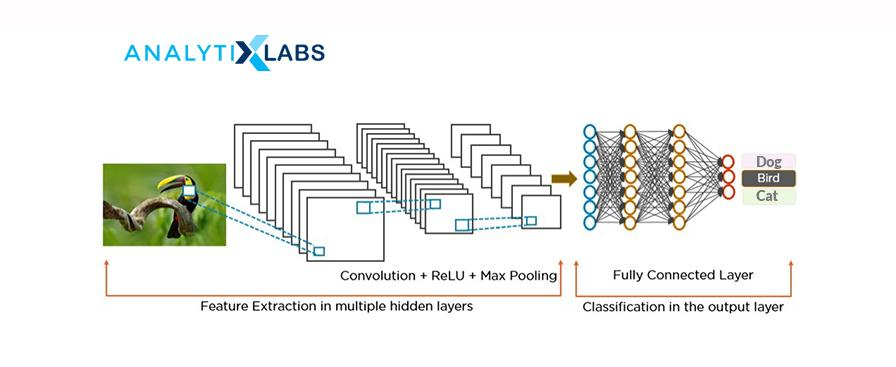 ANALYTIXLABS
Dog
Bird
Cat
Convolution + ReLU + Max Pooling
Fully Connected Layer
Feature Extraction in multiple hidden layers
Classification in the output layer